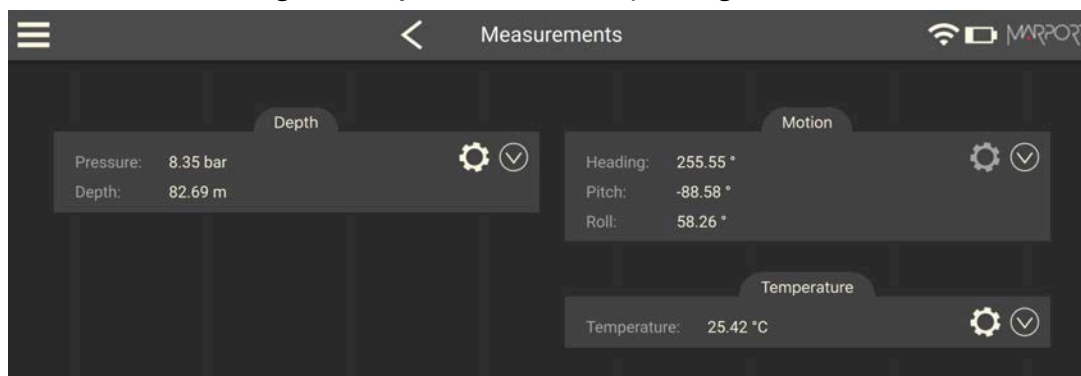 Measurements
MARPORT
Depth
Pressure: 8.35 bar
Depth: 82.69 m
Motion
Heading: 255.55 °
Pitch: -88.58 °
Roll: 58.26 °
Temperature
Temperature: 25.42 °C